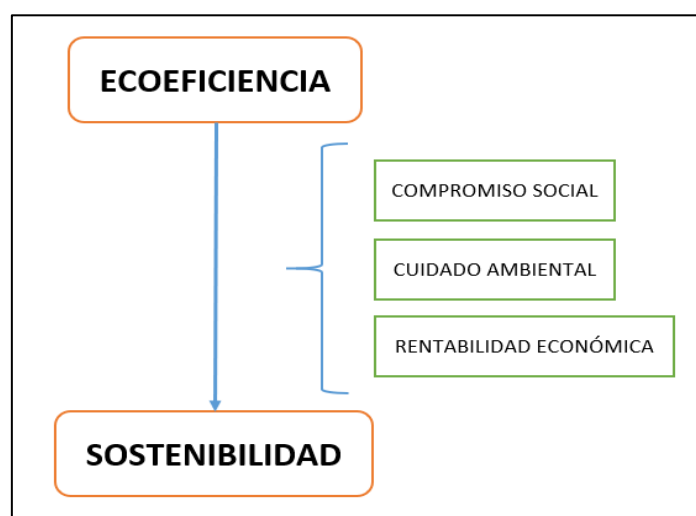 ECOEFICIENCIA
COMPROMISO SOCIAL
CUIDADO AMBIENTAL
RENTABILIDAD ECONÓMICA
SOSTENIBILIDAD